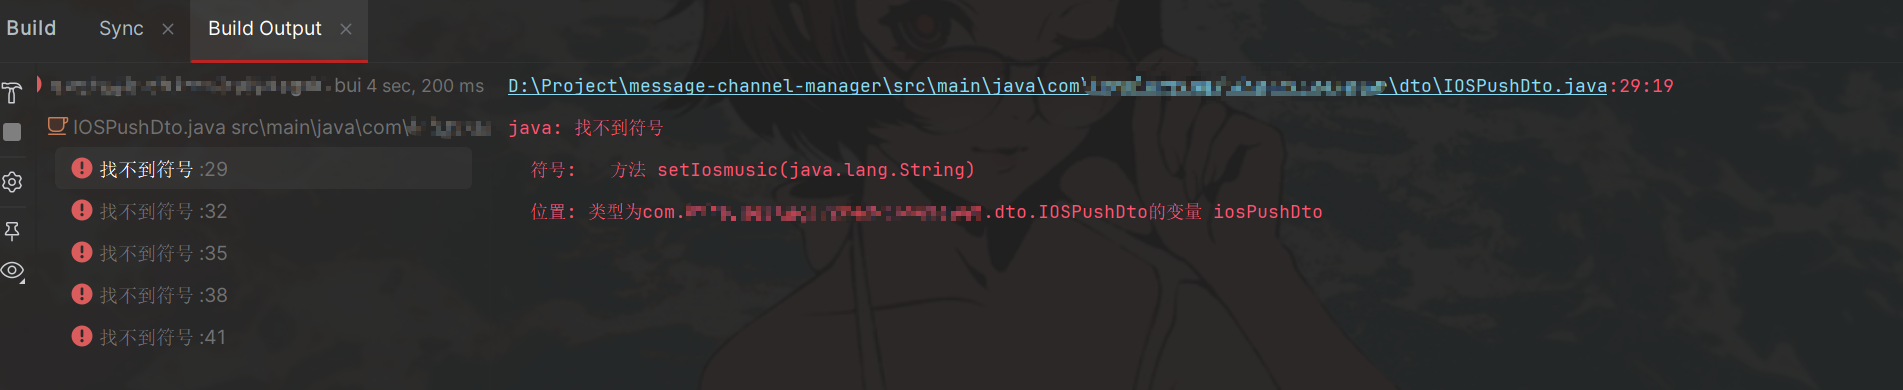 Build Sync Build Output
bui 4 sec, 200 ms
IOSPushDto.java src\main\java\com\
找不到符号 :29
找不到符号 :32
找不到符号 :35
找不到符号 :38
找不到符号 :41
D:\Project\message-channel-manager\src\main\java\com\ \dto\IOSPushDto.java:29:19
java: 找不到符号
符号: 方法 setIosmusic(java.lang.String)
位置: 类型为com. .dto.IOSPushDto的变量 iosPushDto